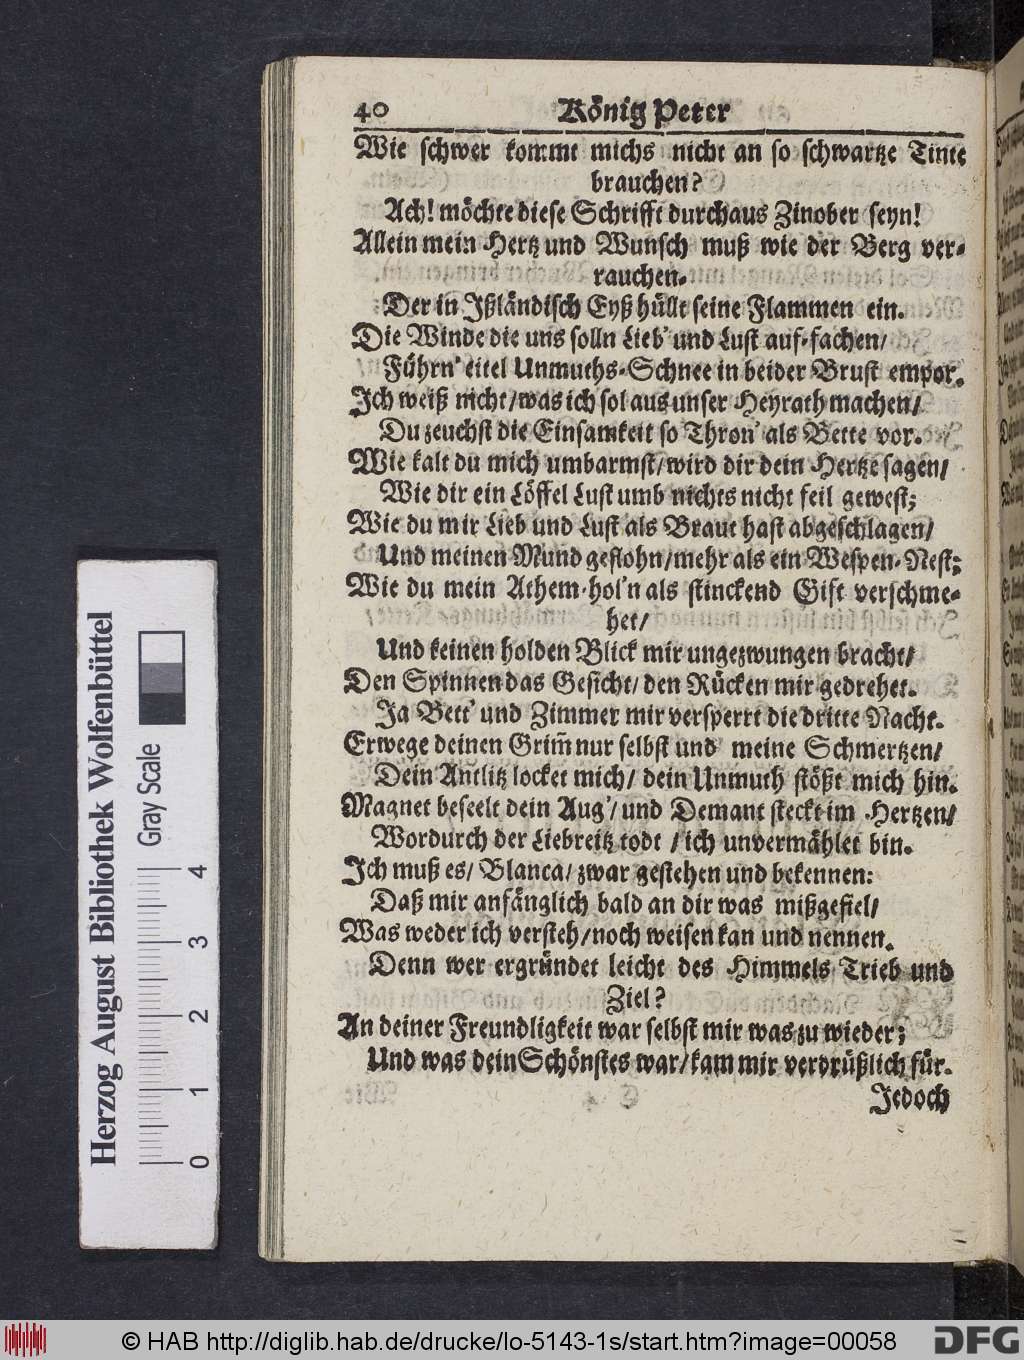 40 König Peter
Wie schwer kommt michs nicht an so schwartze Tinte
brauchen?
Ach! möchte diese Schrifft durchaus Zinober seyn!
Allein mein Hertz und Wunsch muß wie der Berg ver-
rauchen.
Der in Ißländisch Eyß hüllt seine Flammen ein.
Die Winde die uns solln Lieb' und Lust auf-fachen/
Führn' eitel Unmuths-Schnee in beider Brust empor.
Ich weiß nicht/was ich sol aus unser Heyrath machen/
Du zeuchst die Einsamkeit so Thron' als Bette vor.
Wie kalt du mich umbarmst/wird dir dein Hertze sagen/
Wie dir ein Löffel Lust umb nichts nicht feil gewest;
Wie du mir Lieb und Lust als Braut hast abgeschlagen/
Und meinen Mund geflohn/mehr als ein Wespen-Nest;
Wie du mein Athem-hol'n als stinckend Gift verschme-
het/
Und keinen holden Blick mir ungezwungen bracht/
Den Spinnen das Gesicht/den Rücken mir gedrehet.
Ja Bett' und Zimmer mir versperrt die dritte Nacht.
Erwege deinen Grim̃ nur selbst und meine Schmertzen/
Dein Antlitz locket mich/ dein Unmuth stößt mich hin.
Magnet beseelt dein Aug'/ und Demant steckt im Hertzen/
Wordurch der Liebreitz todt /ich unvermählet bin.
Ich muß es/ Blanca/ zwar gestehen und bekennen:
Daß mir anfänglich bald an dir was mißgefiel/
Was weder ich versteh/noch weisen kan und nennen.
Denn wer ergründet leicht des Himmels Trieb und
Ziel?
An deiner Freundligkeit war selbst mir was zu wieder;
Und was dein Schönstes war/kam mir verdrüßlich für.
Jedoch
Herzog August Bibliothek Wolfenbüttel
Gray Scale
0 1 2 3 4
© HAB http://diglib.hab.de/drucke/lo-5143-1s/start.htm?image=00058
DFG